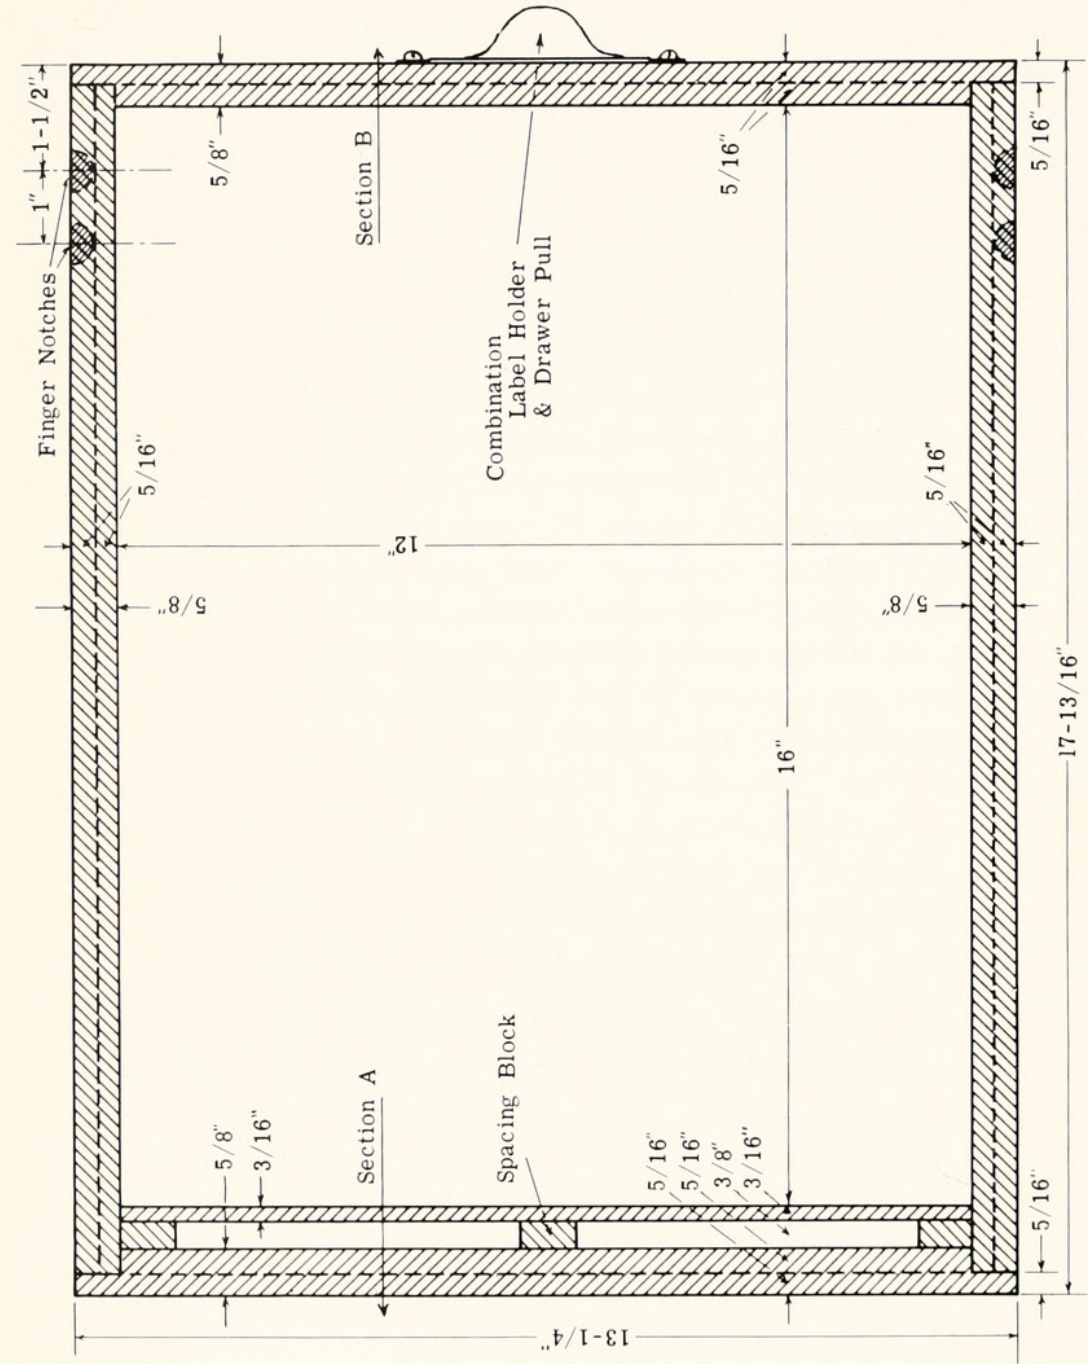 1-1/2"
1"
Finger Notches
5/8"
Section B
5/16"
5/16"
Combination
Label Holder
& Drawer Pull
5/16"
5/16"
12"
5/8"
5/8"
16"
17-13/16"
5/8"
3/16"
Section A
Spacing Block
5/16"
5/16"
3/8"
3/16"
5/16"
13-1/4"